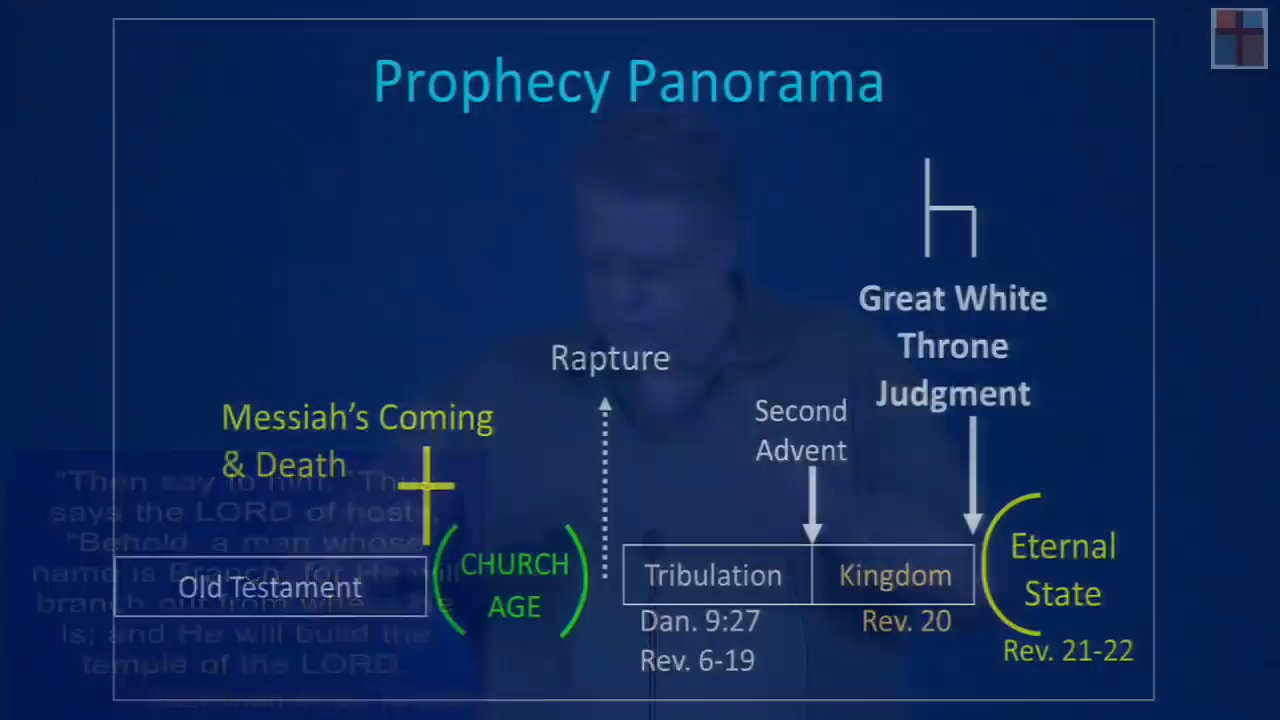 Prophecy Panorama
Great White
Throne
Judgment
Rapture
Second
Advent
Messiah's Coming
& Death
"Then say to him, "Thus
says the LORD of hosts,
"Behold, a man whose
name is Branch, for He will
branch out from where He
is; and He will build the
temple of the LORD.
Old Testament
CHURCH
AGE
Tribulation
Kingdom
Dan. 9:27
Rev. 6-19
Rev. 20
Eternal
State
Rev. 21-22